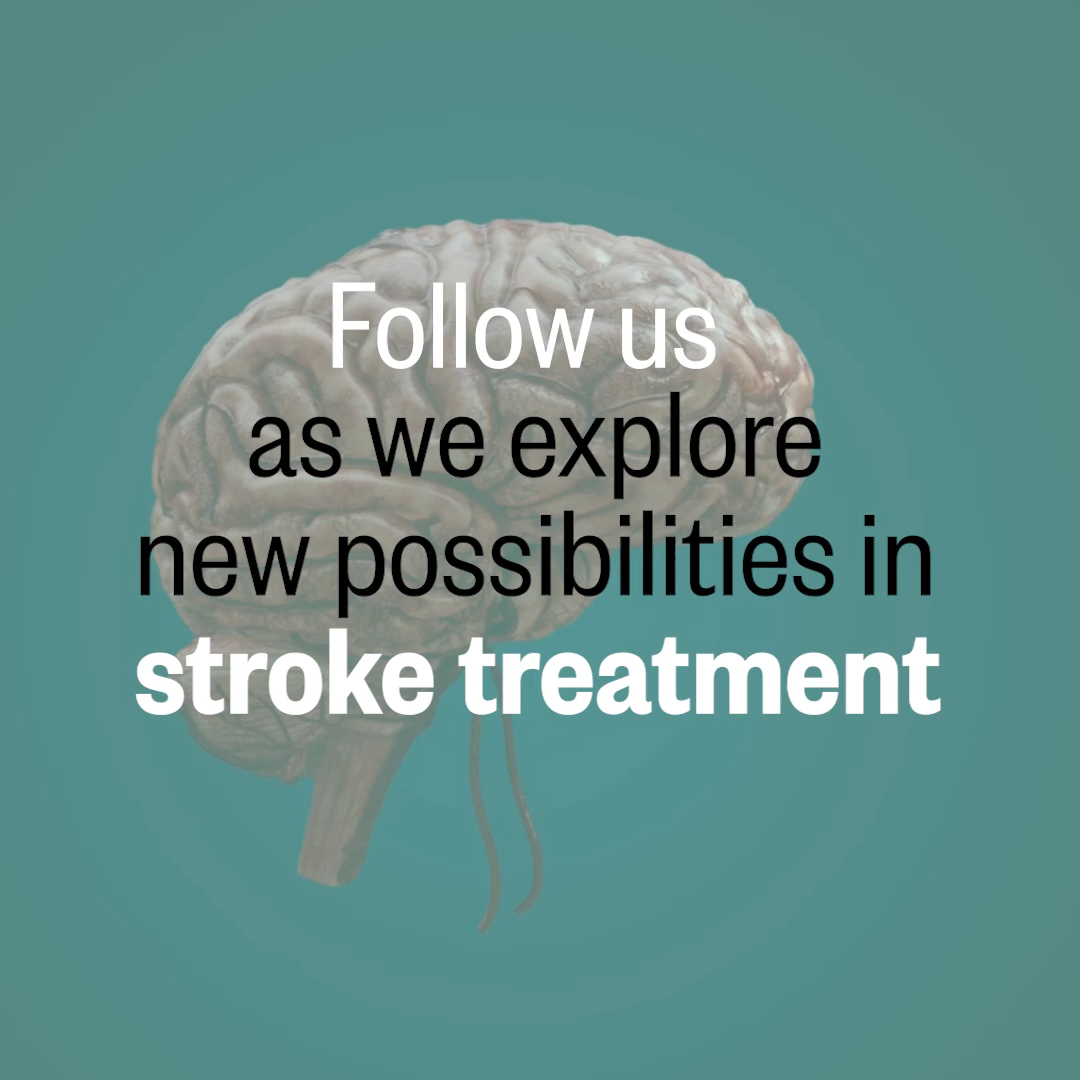 Follow us
as we explore
new possibilities in
stroke treatment